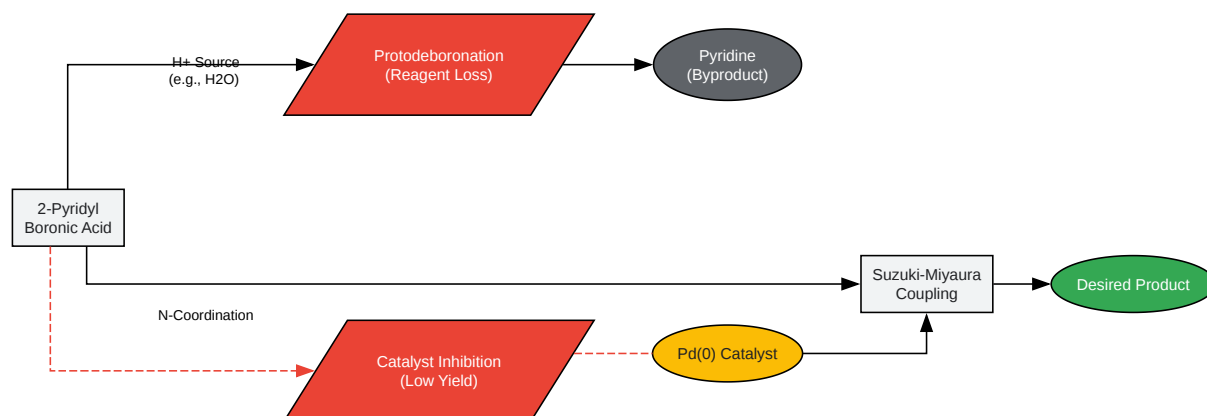 H+ Source
(e.g., H2O)
Protodeboronation
(Reagent Loss)
Pyridine
(Byproduct)
2-Pyridyl
Boronic Acid
Suzuki-Miyaura
Coupling
Desired Product
N-Coordination
Catalyst Inhibition
(Low Yield)
Pd(0) Catalyst